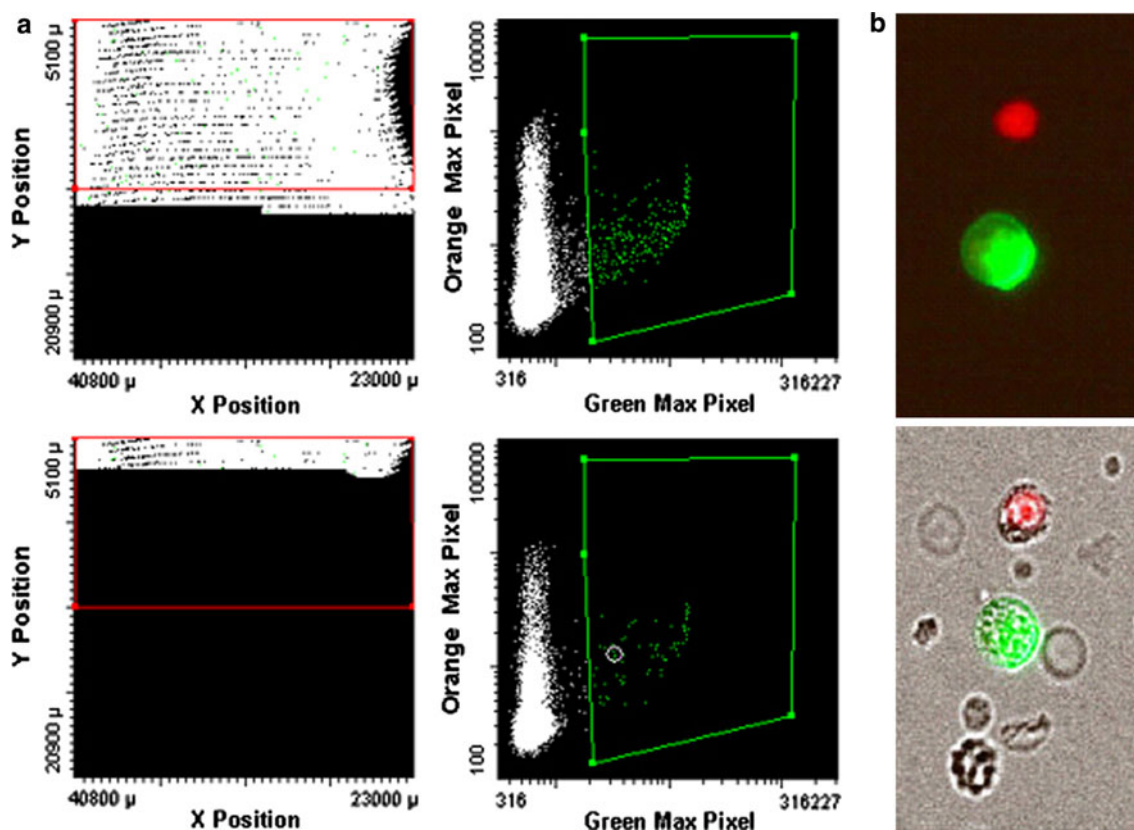 a
b
5100 µ
Y Position
20900 µ
40800 µ
23000 µ
X Position
100000
Orange Max Pixel
100
316
316227
Green Max Pixel
5100 µ
Y Position
20900 µ
40800 µ
23000 µ
X Position
100000
Orange Max Pixel
100
316
316227
Green Max Pixel